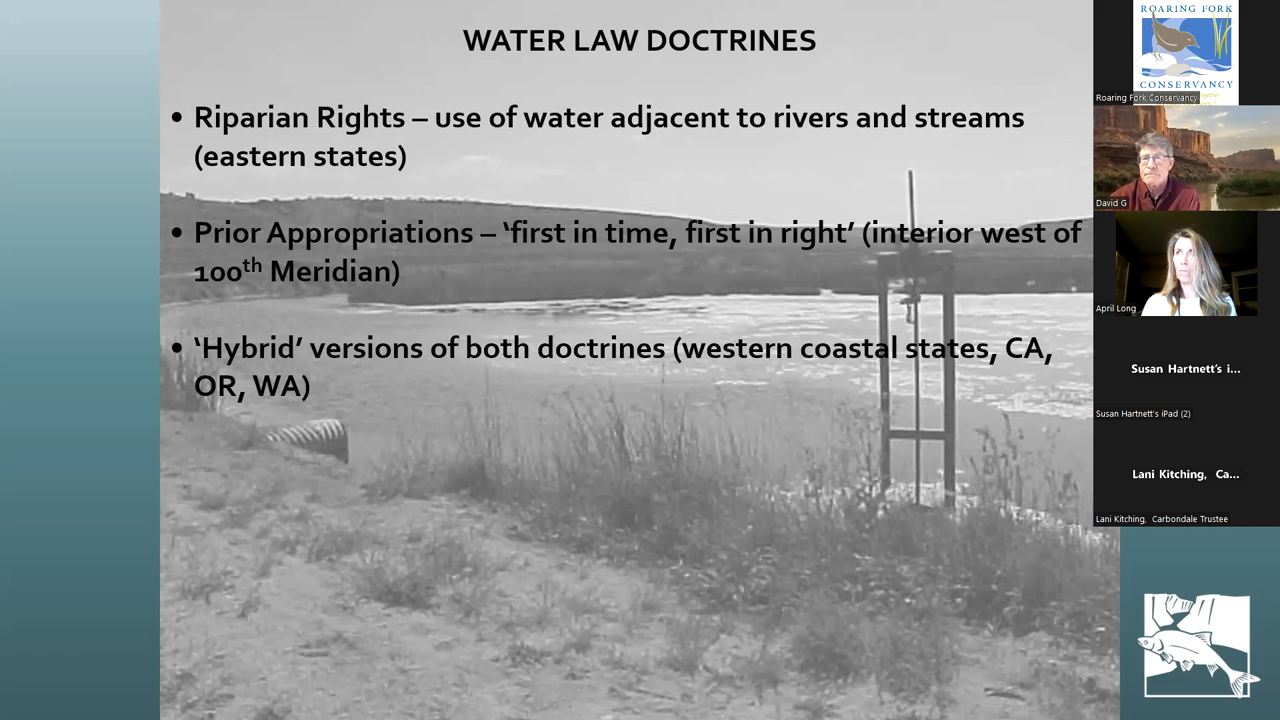 WATER LAW DOCTRINES
• Riparian Rights – use of water adjacent to rivers and streams
(eastern states)
• Prior Appropriations – ‘first in time, first in right’ (interior west of
100th Meridian)
• ‘Hybrid’ versions of both doctrines (western coastal states, CA,
OR, WA)
ROARING FORK
CONSERVANCY
Roaring Fork Conservancy
David G
April Long
Susan Hartnett's i...
Susan Hartnett's iPad (2)
Lani Kitching, Ca...
Lani Kitching, Carbondale Trustee